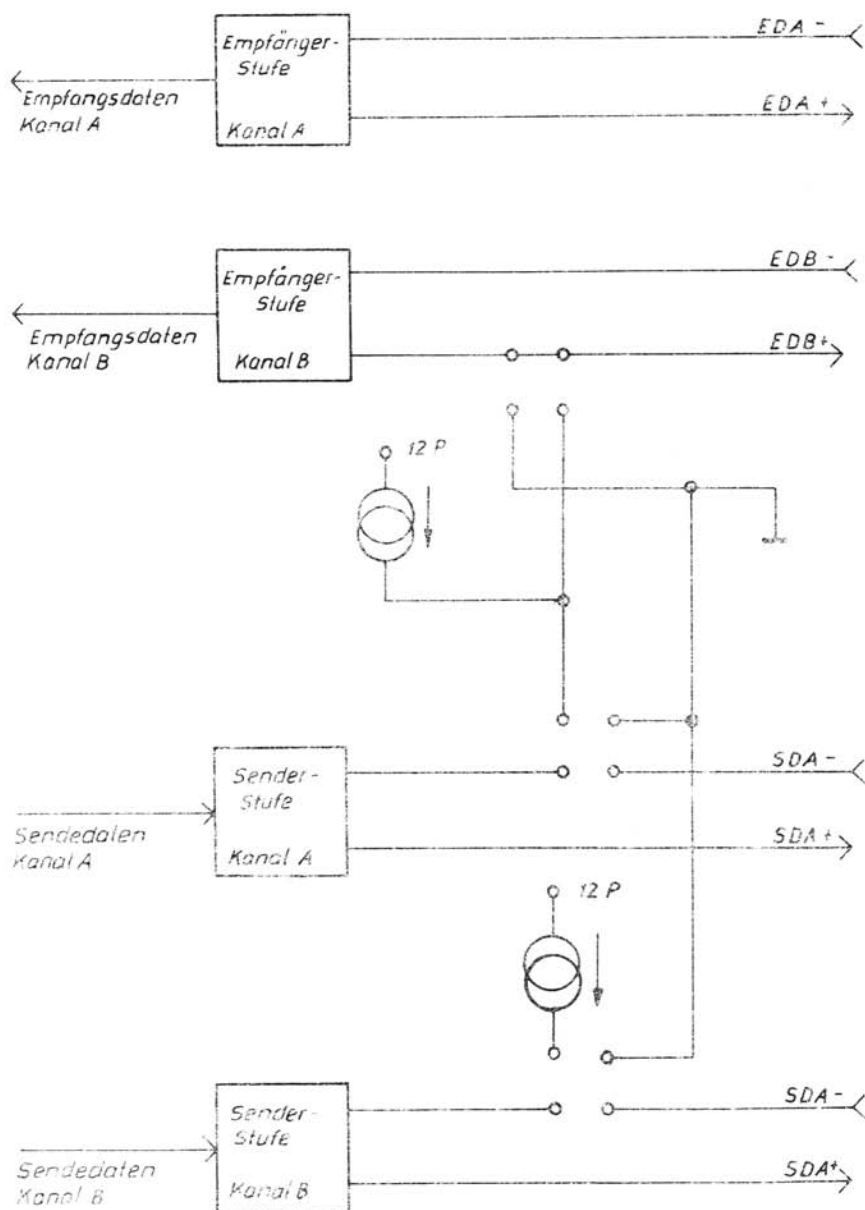 EDA -
Empfänger-
Stufe
Kanal A
Empfangsdaten
Kanal A
EDA +
EDB -
Empfänger-
Stufe
Kanal B
Empfangsdaten
Kanal B
EDB+
12 P
SDA -
Sender-
Stufe
Kanal A
Sendedaten
Kanal A
SDA+
12 P
SDA -
Sender-
Stufe
Kanal B
Sendedaten
Kanal B
SDA+